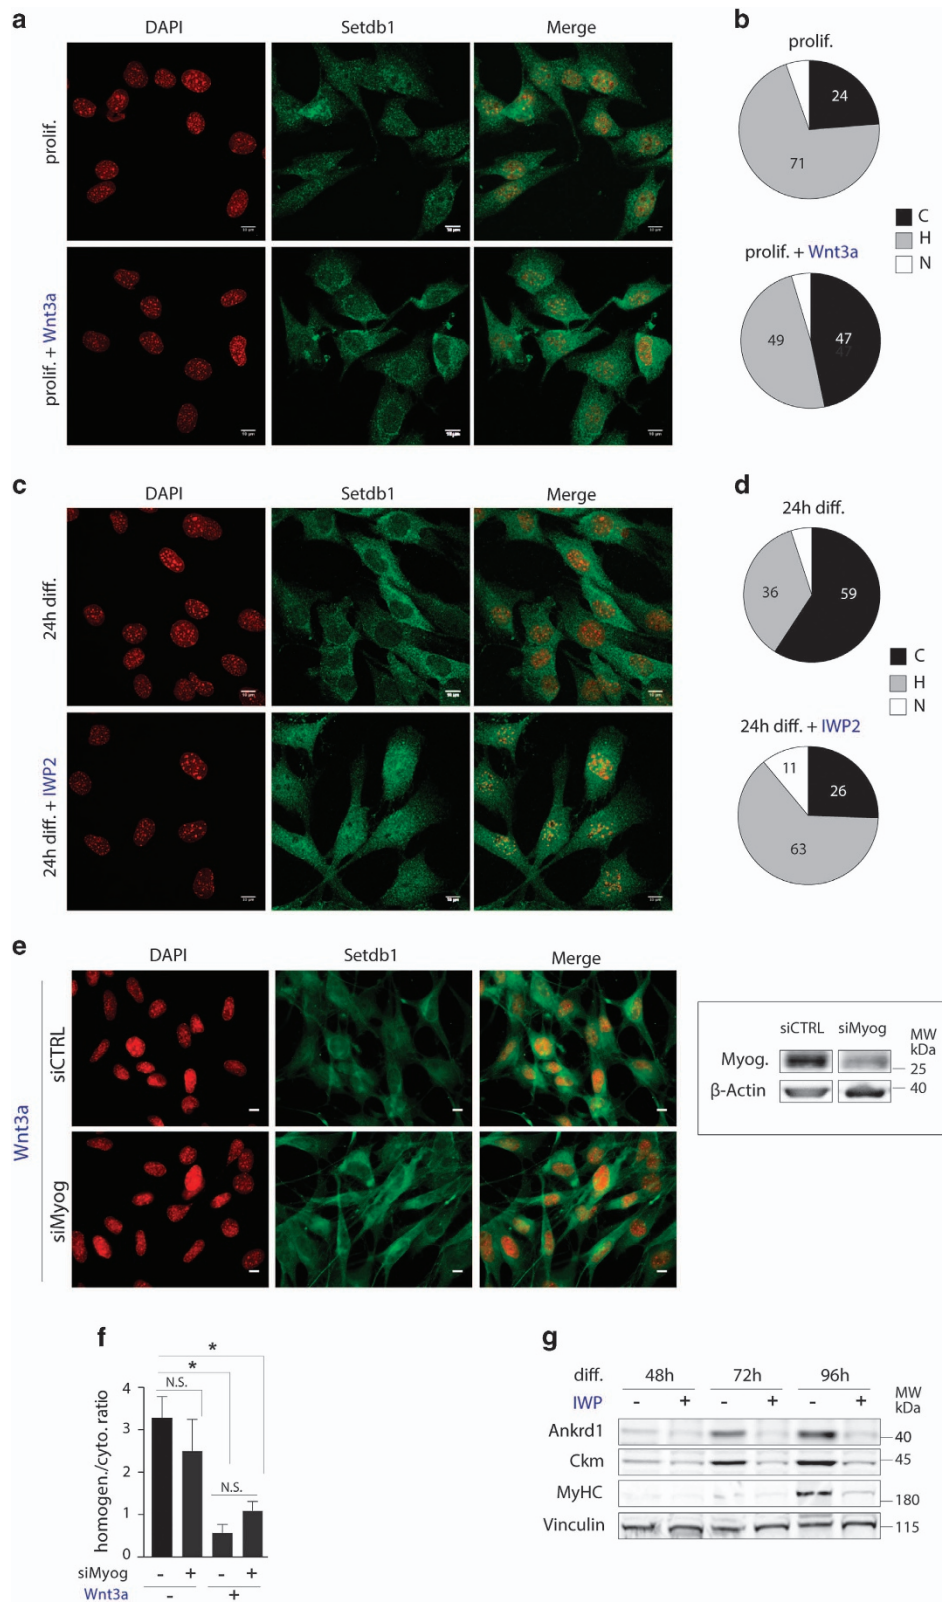 a
DAPI Setdb1 Merge
prolif.
prolif. + Wnt3a
b
prolif.
24
71
C
H
N
prolif. + Wnt3a
49
47
47
c
DAPI Setdb1 Merge
24h diff.
24h diff. + IWP2
d
24h diff.
36
59
C
H
N
24h diff. + IWP2
11
26
63
e
DAPI Setdb1 Merge
Wnt3a
siCTRL
siMyog
siCTRL siMyog MW kDa
Myog.
25
β-Actin
40
f
homogen./cyto. ratio
4
3
2
1
0
N.S.
*
*
N.S.
siMyog - + - +
Wnt3a - +
g
diff. 48h 72h 96h
IWP - + - + - + MW kDa
Ankrd1 40
Ckm 45
MyHC 180
Vinculin 115